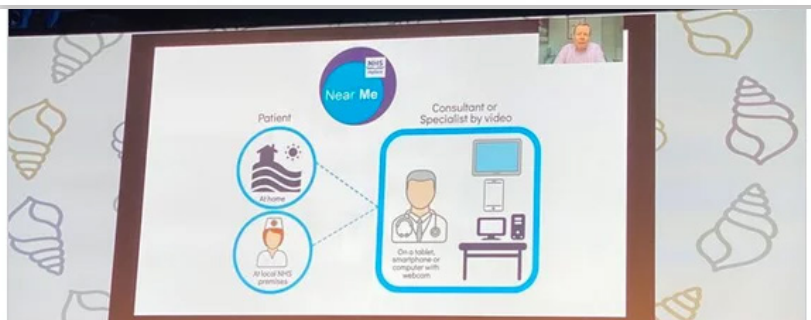 NHS
Near Me
Patient
Consultant or
Specialist by video
At home
At local NHS
premises
On a tablet,
smartphone or
computer with
webcam